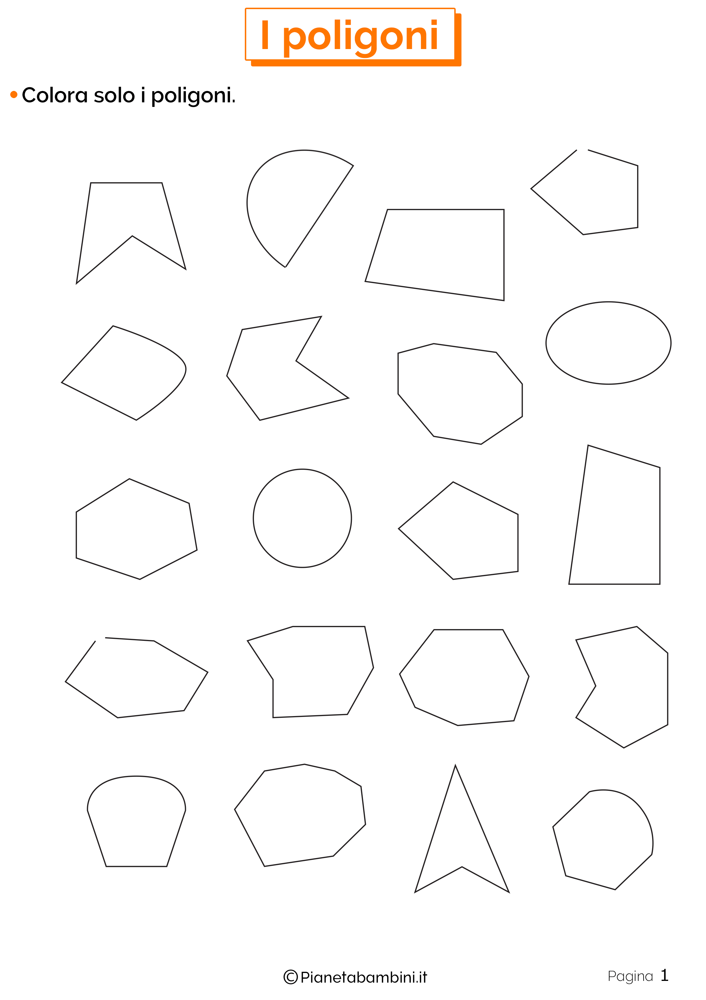 I poligoni
• Colora solo i poligoni.
©Pianetabambini.it
Pagina 1